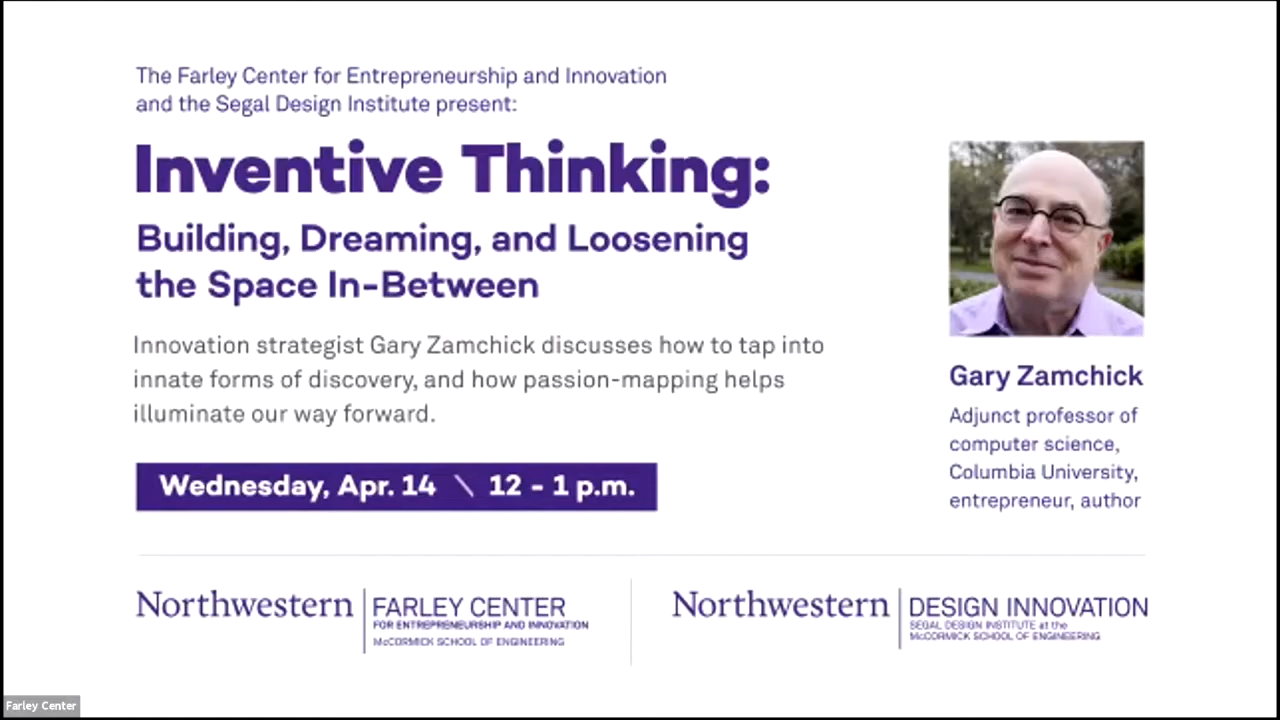 The Farley Center for Entrepreneurship and Innovation
and the Segal Design Institute present:
Inventive Thinking:
Building, Dreaming, and Loosening
the Space In-Between
Innovation strategist Gary Zamchick discusses how to tap into
innate forms of discovery, and how passion-mapping helps
illuminate our way forward.
Wednesday, Apr. 14 \ 12 - 1 p.m.
Gary Zamchick
Adjunct professor of
computer science,
Columbia University,
entrepreneur, author
Northwestern | FARLEY CENTER
FOR ENTREPRENEURSHIP AND INNOVATION
McCORMICK SCHOOL OF ENGINEERING
Northwestern | DESIGN INNOVATION
SEGAL DESIGN INSTITUTE at the
McCORMICK SCHOOL OF ENGINEERING
Farley Center